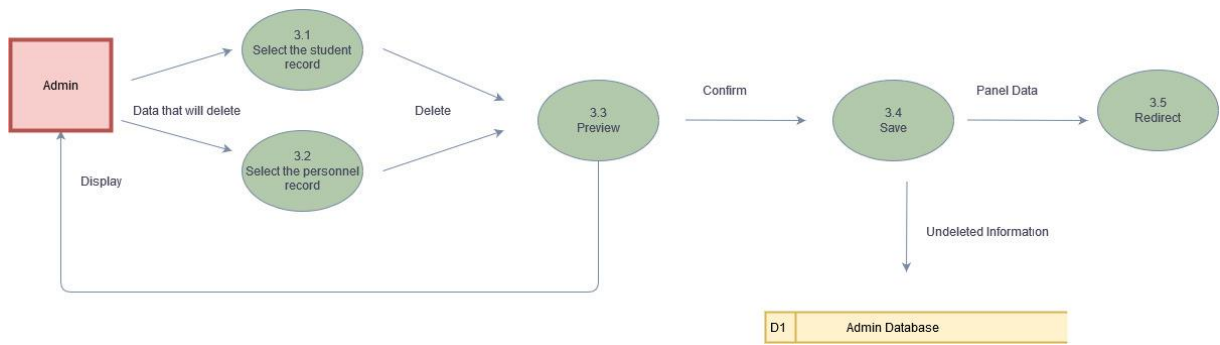 Admin
3.1
Select the student
record
Data that will delete
3.2
Select the personnel
record
Delete
Display
3.3
Preview
Confirm
3.4
Save
Panel Data
3.5
Redirect
Undeleted Information
D1
Admin Database